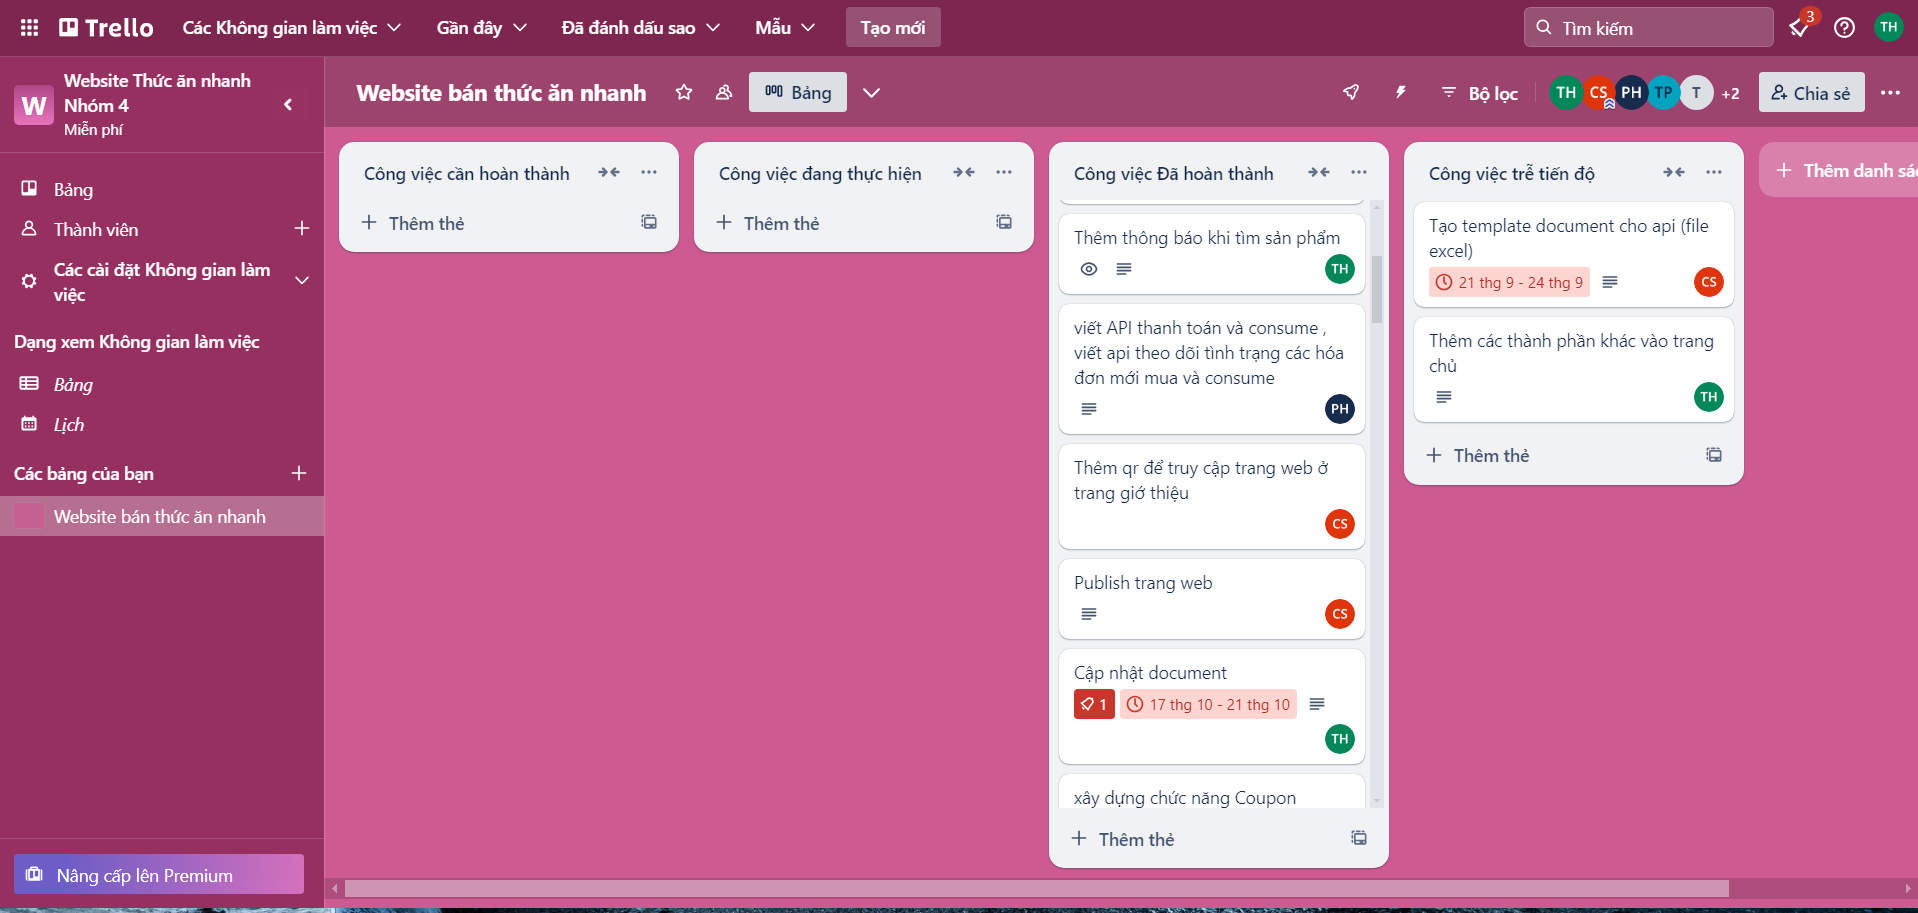 Trello
Các Không gian làm việc
Gần đây
Đã đánh dấu sao
Mẫu
Tạo mới
Tìm kiếm
3
TH
W
Website Thức ăn nhanh
Nhóm 4
Miễn phí
Bảng
Thành viên
Các cài đặt Không gian làm
việc
Dạng xem Không gian làm việc
Bảng
Lịch
Các bảng của bạn
Website bán thức ăn nhanh
Nâng cấp lên Premium
Website bán thức ăn nhanh
Bảng
Bộ lọc
TH
CS
PH
TP
T
+2
Chia sẻ
Công việc cần hoàn thành
Thêm thẻ
Công việc đang thực hiện
Thêm thẻ
Công việc Đã hoàn thành
Thêm thông báo khi tìm sản phẩm
TH
viết API thanh toán và consume ,
viết api theo dõi tình trạng các hóa
đơn mới mua và consume
PH
Thêm qr để truy cập trang web ở
trang giớ thiệu
CS
Publish trang web
CS
Cập nhật document
1
17 thg 10 - 21 thg 10
TH
xây dựng chức năng Coupon
Thêm thẻ
Công việc trễ tiến độ
Tạo template document cho api (file
excel)
21 thg 9 - 24 thg 9
CS
Thêm các thành phần khác vào trang
chủ
TH
Thêm thẻ
Thêm danh sác